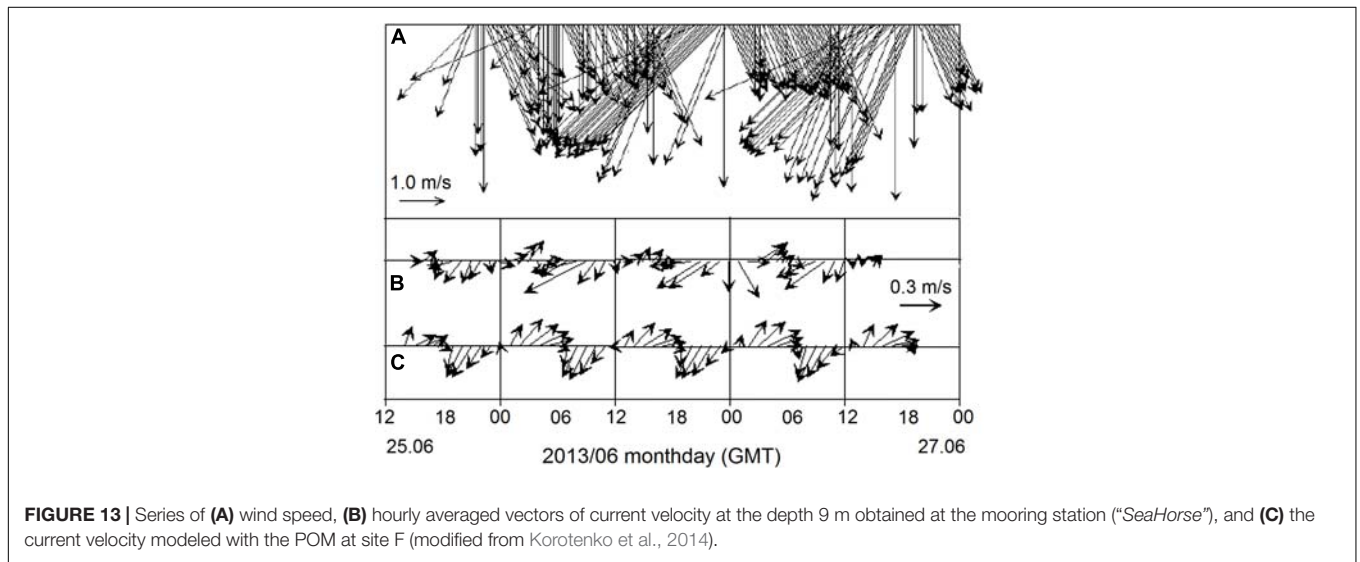 A
1.0 m/s
B
0.3 m/s
C
12 18 00 06 12 18 00 06 12 18 00
25.06 27.06
2013/06 monthday (GMT)
FIGURE 13 | Series of (A) wind speed, (B) hourly averaged vectors of current velocity at the depth 9 m obtained at the mooring station (“SeaHorse”), and (C) the
current velocity modeled with the POM at site F (modified from Korotenko et al., 2014).